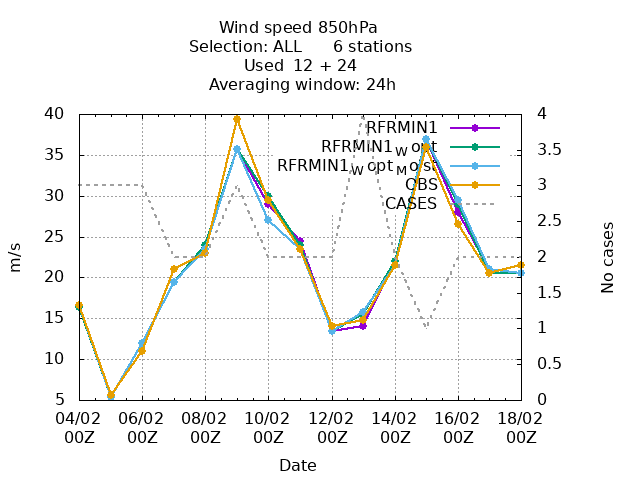 Wind speed 850hPa
Selection: ALL 6 stations
Used 12 + 24
Averaging window: 24h
40
35
30
25
20
15
10
5
m/s
4
3.5
3
2.5
2
1.5
1
0.5
0
No cases
RFRMIN1
RFRMIN1WOpt
RFRMIN1WOptMOist
OBS
CASES
04/02 06/02 08/02 10/02 12/02 14/02 16/02 18/02
00Z 00Z 00Z 00Z 00Z 00Z 00Z 00Z
Date